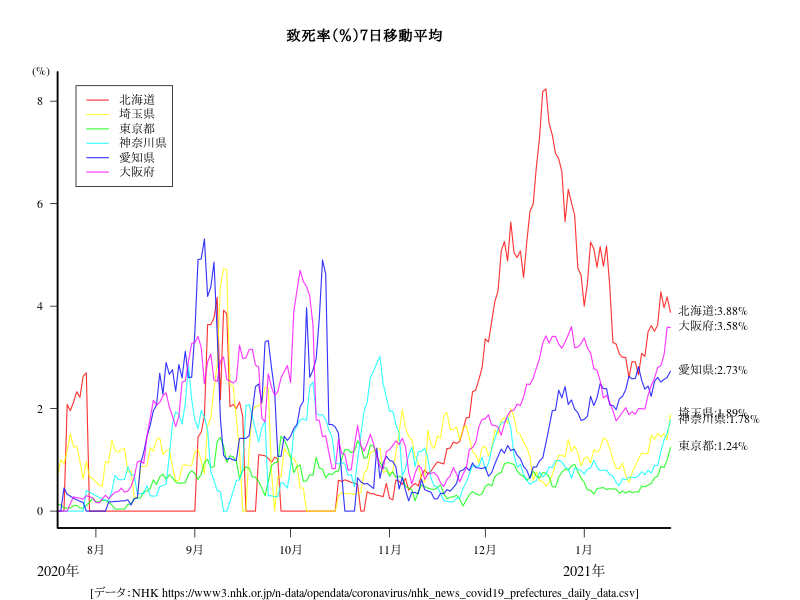 致死率(%)7日移動平均
(%)
8
6
4
2
0
北海道
埼玉県
東京都
神奈川県
愛知県
大阪府
北海道:3.88%
大阪府:3.58%
愛知県:2.73%
埼玉県:1.89%
神奈川県:1.78%
東京都:1.24%
8月 9月 10月 11月 12月 1月
2020年 2021年
[データ:NHK https://www3.nhk.or.jp/n-data/opendata/coronavirus/nhk_news_covid19_prefectures_daily_data.csv]